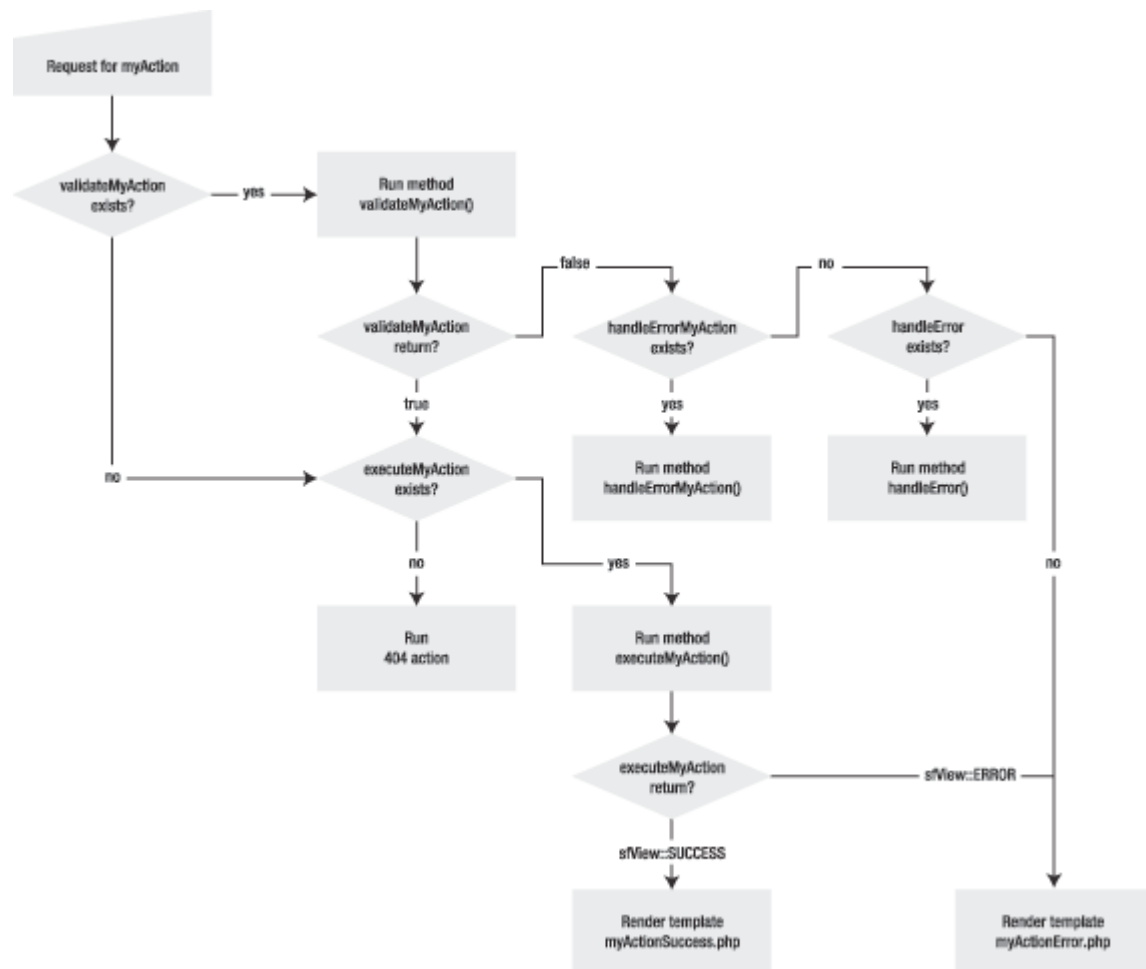 Request for myAction
validateMyAction
exists?
yes
Run method
validateMyAction()
false
no
validateMyAction
return?
handleErrorMyAction
exists?
handleError
exists?
true
yes
yes
no
executeMyAction
exists?
Run method
handleErrorMyAction()
Run method
handleError()
no
yes
no
Run
404 action
Run method
executeMyAction()
executeMyAction
return?
sfView::ERROR
sfView::SUCCESS
Render template
myActionSuccess.php
Render template
myActionError.php